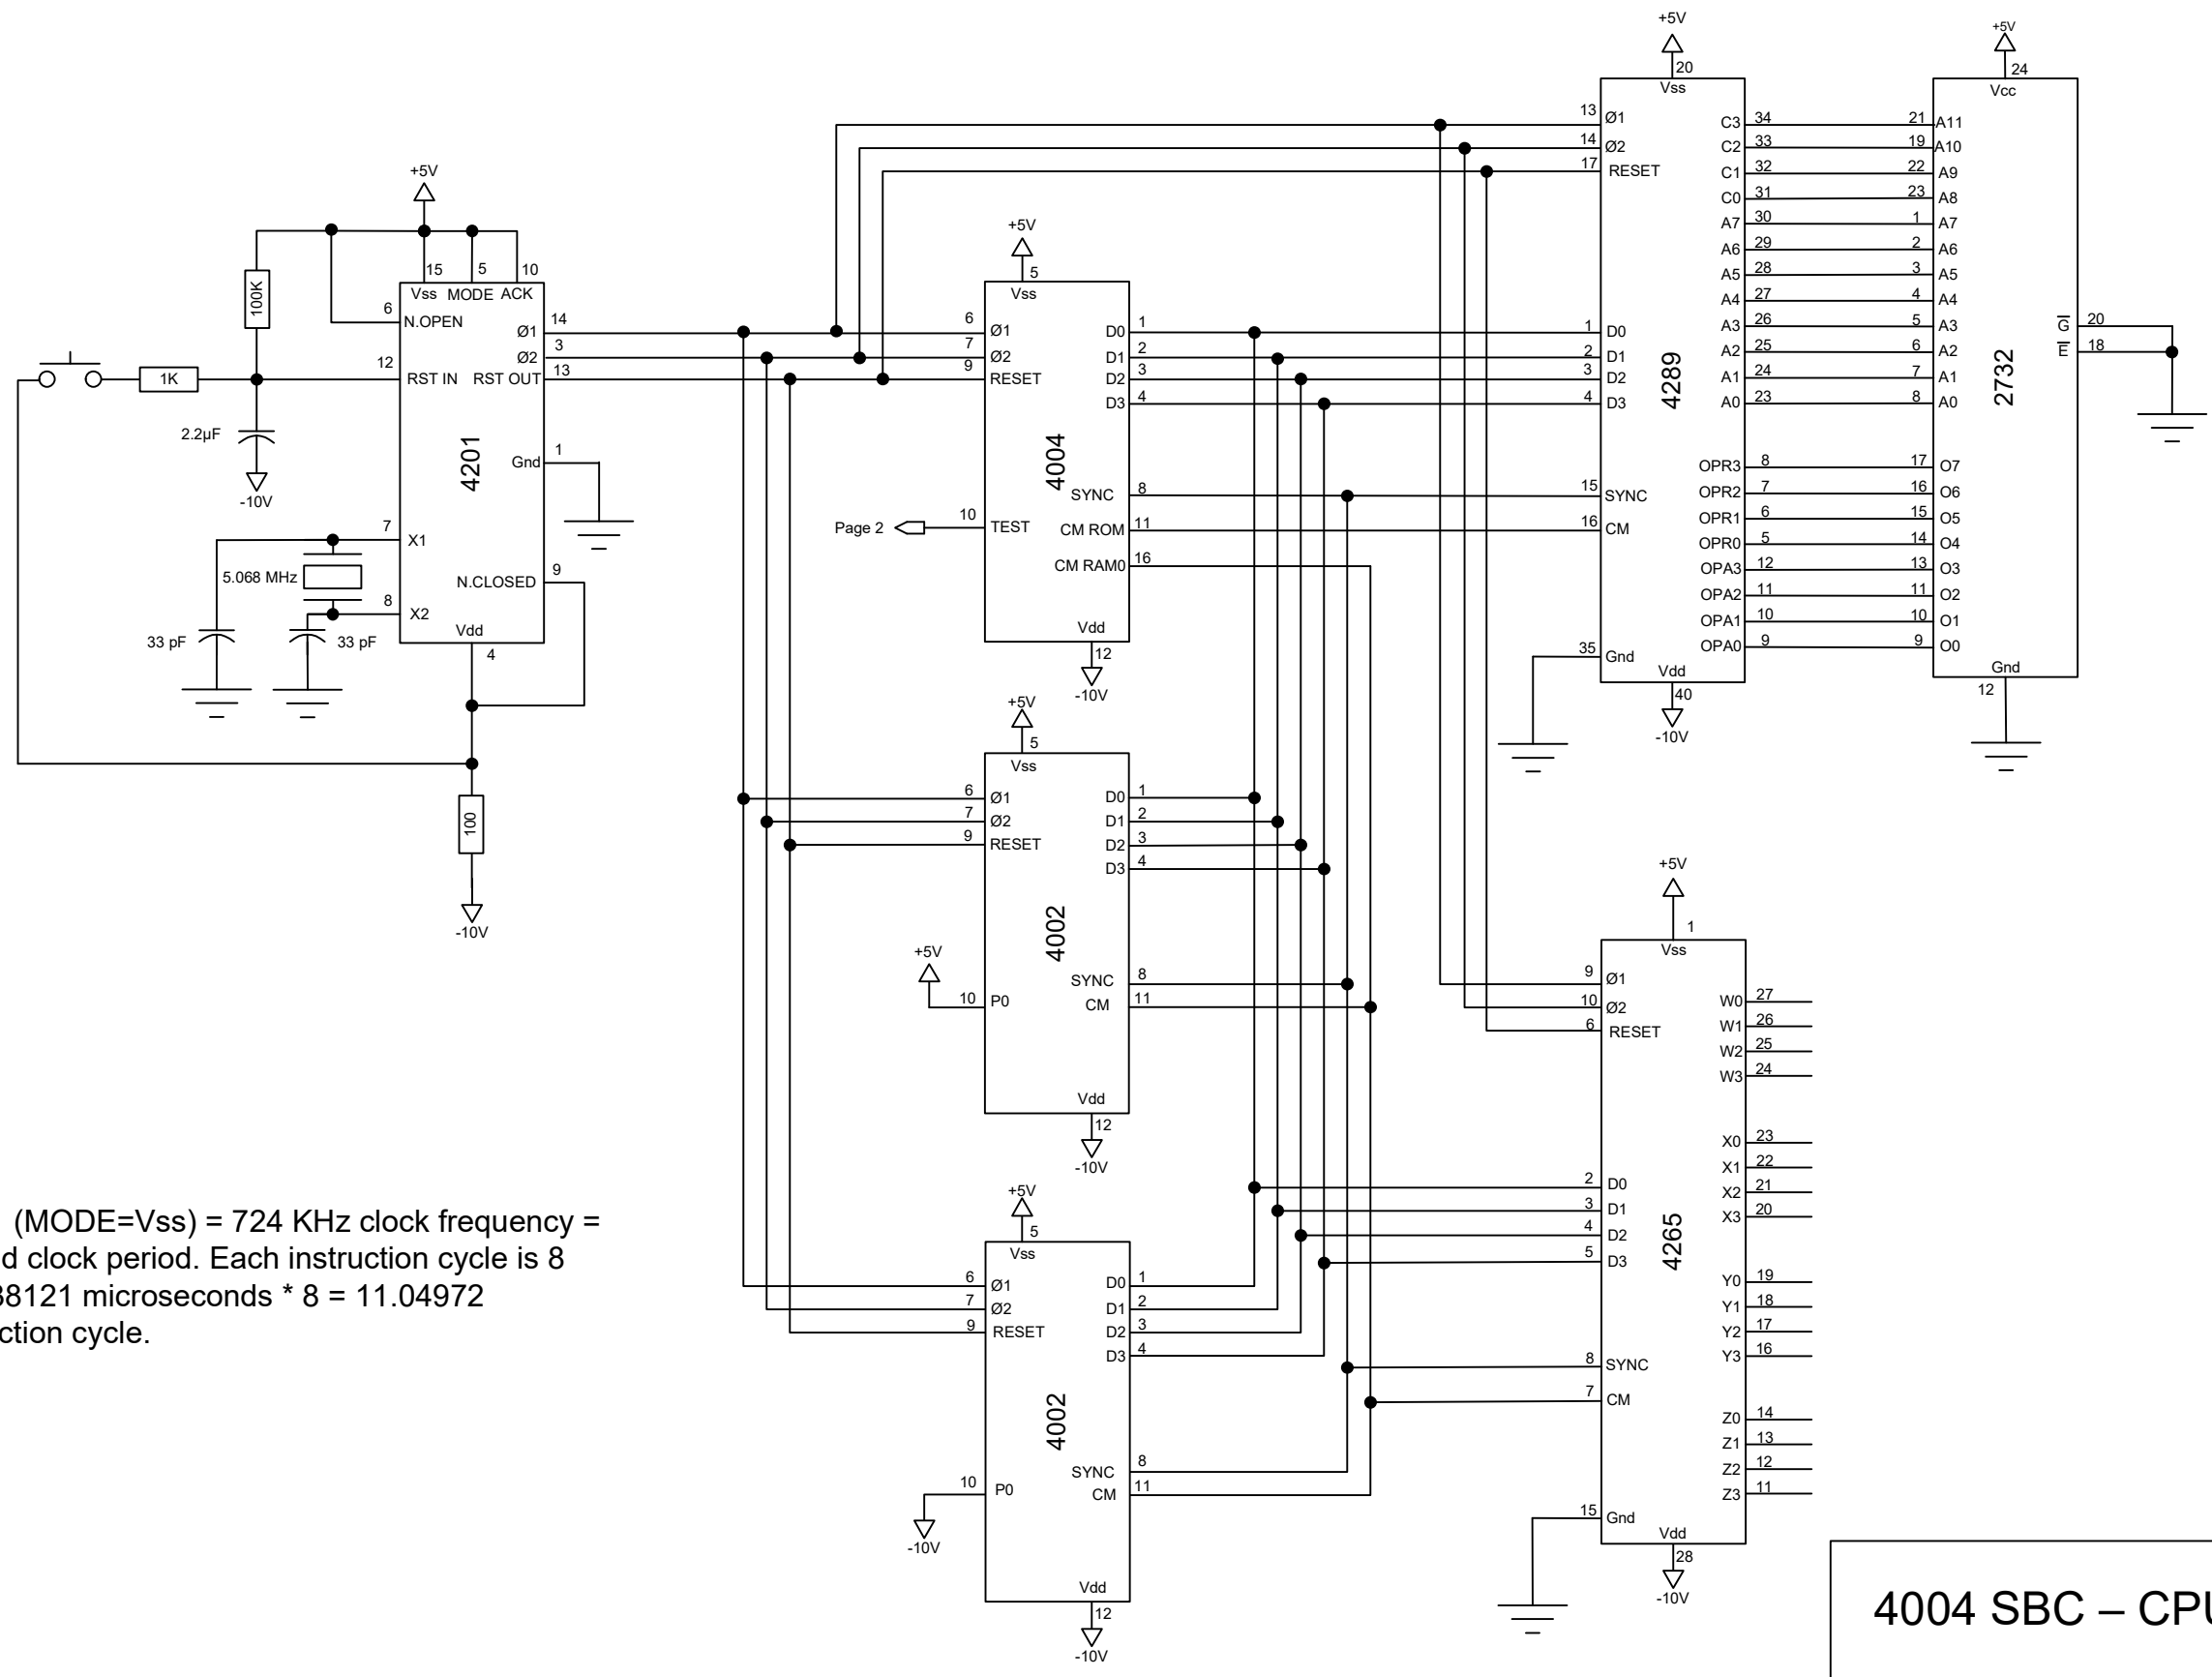 +5V
15
5
10
Vss
MODE
ACK
100K
6
N.OPEN
Ø1
14
Ø2
3
12
RST IN
RST OUT
13
1K
2.2µF
-10V
4201
Gnd
1
7
X1
5.068 MHz
N.CLOSED
9
8
X2
33 pF
33 pF
Vdd
4
100
-10V
+5V
5
Vss
6
Ø1
D0
1
7
Ø2
D1
2
9
RESET
D2
3
D3
4
4004
SYNC
8
Page 2
10
TEST
CM ROM
11
CM RAM0
16
Vdd
12
-10V
+5V
5
Vss
6
Ø1
D0
1
7
Ø2
D1
2
9
RESET
D2
3
D3
4
4002
+5V
SYNC
8
10
P0
CM
11
Vdd
12
-10V
+5V
5
Vss
6
Ø1
D0
1
7
Ø2
D1
2
9
RESET
D2
3
D3
4
4002
SYNC
8
10
P0
CM
11
-10V
Vdd
12
-10V
+5V
20
Vss
13
Ø1
14
Ø2
17
RESET
C3
34
C2
33
C1
32
C0
31
A7
30
A6
29
A5
28
A4
27
A3
26
A2
25
A1
24
A0
23
1
D0
2
D1
3
D2
4
D3
4289
OPR3
8
OPR2
7
OPR1
6
OPR0
5
OPA3
12
OPA2
11
OPA1
10
OPA0
9
15
SYNC
16
CM
35
Gnd
Vdd
40
-10V
+5V
24
Vcc
21
A11
19
A10
22
A9
23
A8
1
A7
2
A6
3
A5
4
A4
5
A3
6
A2
7
A1
8
A0
G
20
E
18
2732
17
O7
16
O6
15
O5
14
O4
13
O3
11
O2
10
O1
9
O0
Gnd
12
+5V
1
Vss
9
Ø1
10
Ø2
6
RESET
W0
27
W1
26
W2
25
W3
24
X0
23
X1
22
X2
21
X3
20
2
D0
3
D1
4
D2
5
D3
4265
Y0
19
Y1
18
Y2
17
Y3
16
8
SYNC
7
CM
Z0
14
Z1
13
Z2
12
Z3
11
15
Gnd
Vdd
28
-10V
(MODE=Vss) = 724 KHz clock frequency =
d clock period. Each instruction cycle is 8
38121 microseconds * 8 = 11.04972
ction cycle.
4004 SBC – CPU